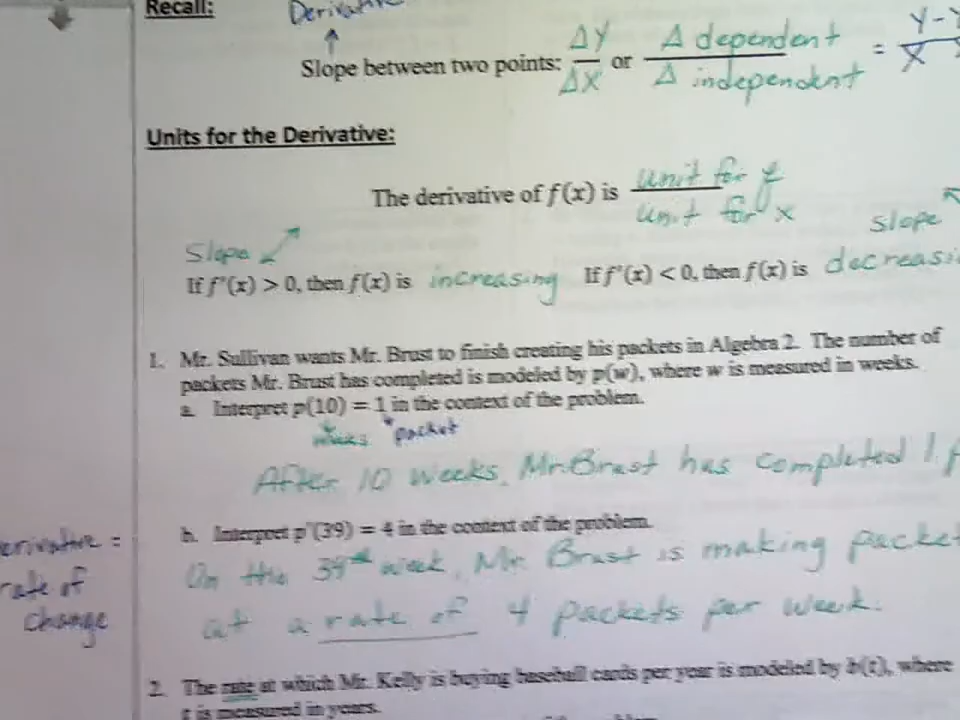 Recall:
Derivative
Slope between two points: ΔY/ΔX or Δ dependent/Δ independent = Y-Y/X
Units for the Derivative:
The derivative of f(x) is unit for y/unit for x
Slope slope
If f'(x) > 0, then f(x) is increasing If f'(x) < 0, then f(x) is decreasi
1. Mr. Sullivan wants Mr. Brust to finish creating his packets in Algebra 2. The number of
packets Mr. Brust has completed is modeled by p(w), where w is measured in weeks.
a. Interpret p(10) = 1 in the context of the problem.
weeks packet
After 10 weeks, Mr. Brust has completed 1 p
b. Interpret p'(39) = 4 in the context of the problem.
On the 39th week, Mr. Brust is making packet
at a rate of 4 packets per week.
erivative =
rate of
change
2. The rate at which Mr. Kelly is buying baseball cards per year is modeled by b(t), where
t is measured in years.